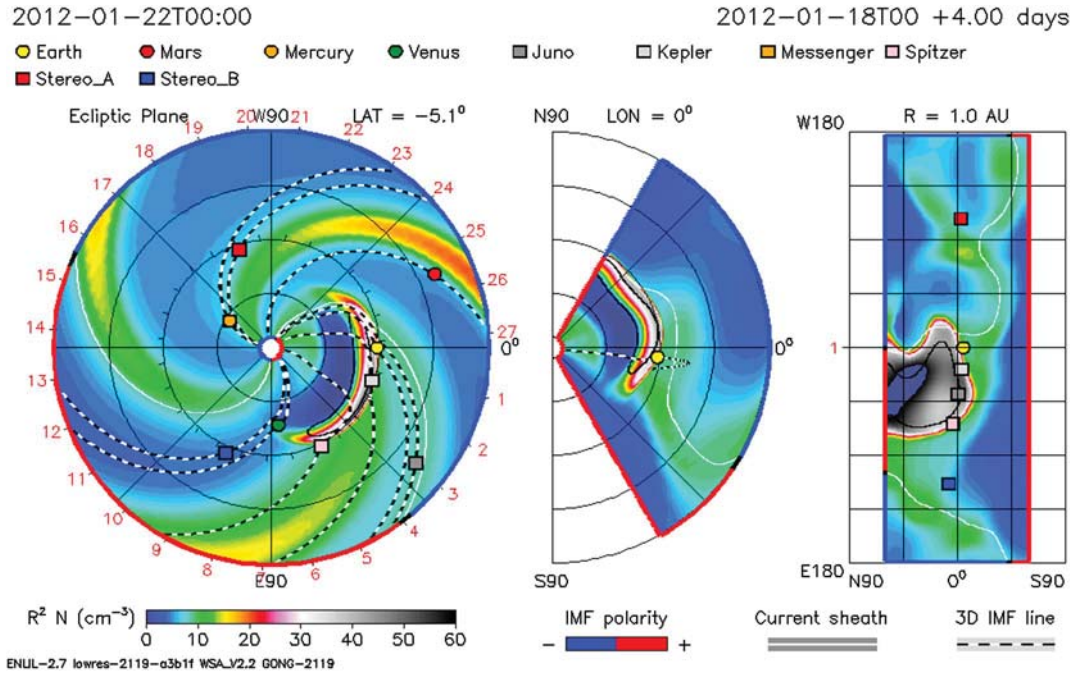 2012-01-22T00:00 2012-01-18T00 +4.00 days
Earth Mars Mercury Venus Juno Kepler Messenger Spitzer
Stereo_A Stereo_B
Ecliptic Plane W90 LAT = -5.1°
N90 LON = 0°
W180 R = 1.0 AU
20 21
19 22
18 23
17 24
16 25
15 26
14 27 0°
13 1
12 2
11 3
10 4
9 5
8 7 6
E90
0°
S90
1
E180 N90 0° S90
R² N (cm⁻³)
0 10 20 30 40 50 60
IMF polarity
- +
Current sheath
3D IMF line
ENLIL-2.7 lowres-2119-a3b1f WSA_V2.2 GONG-2119